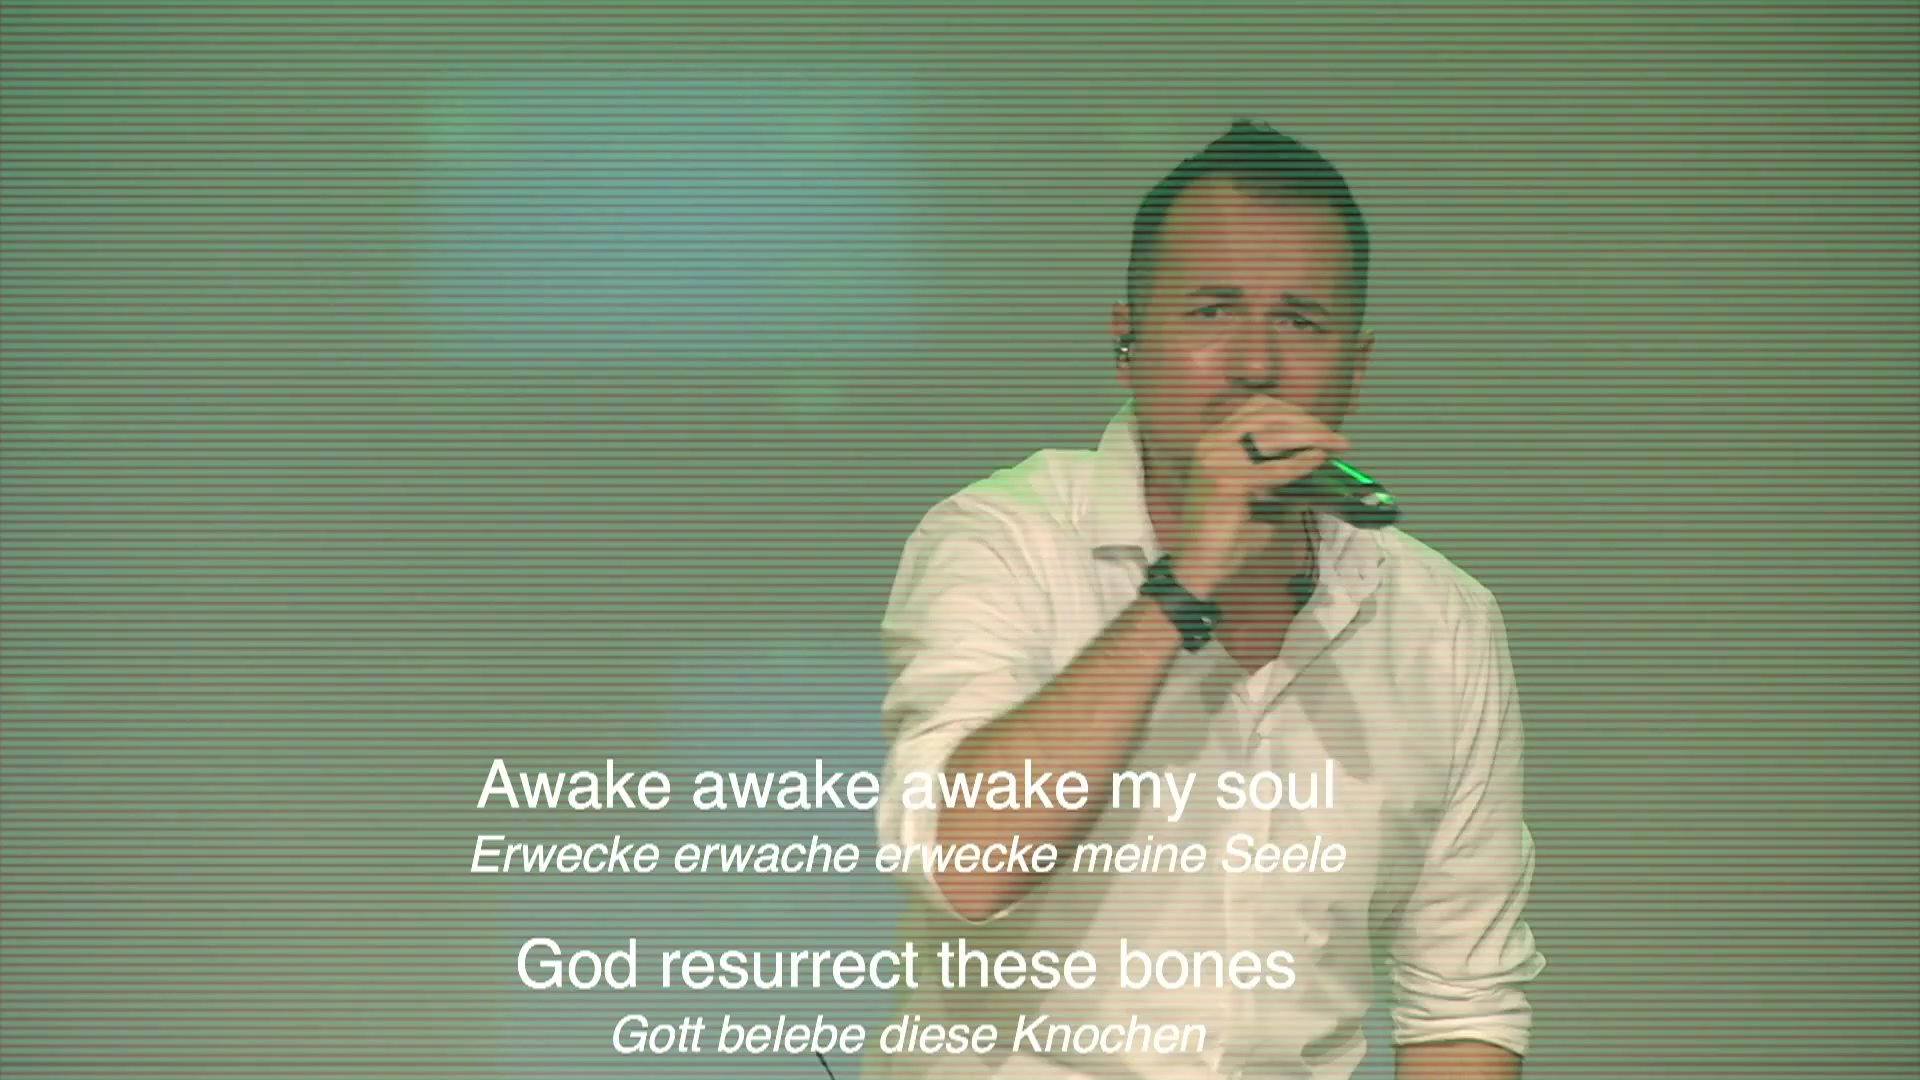 Awake awake awake my soul
Erwecke erwache erwecke meine Seele
God resurrect these bones
Gott belebe diese Knochen